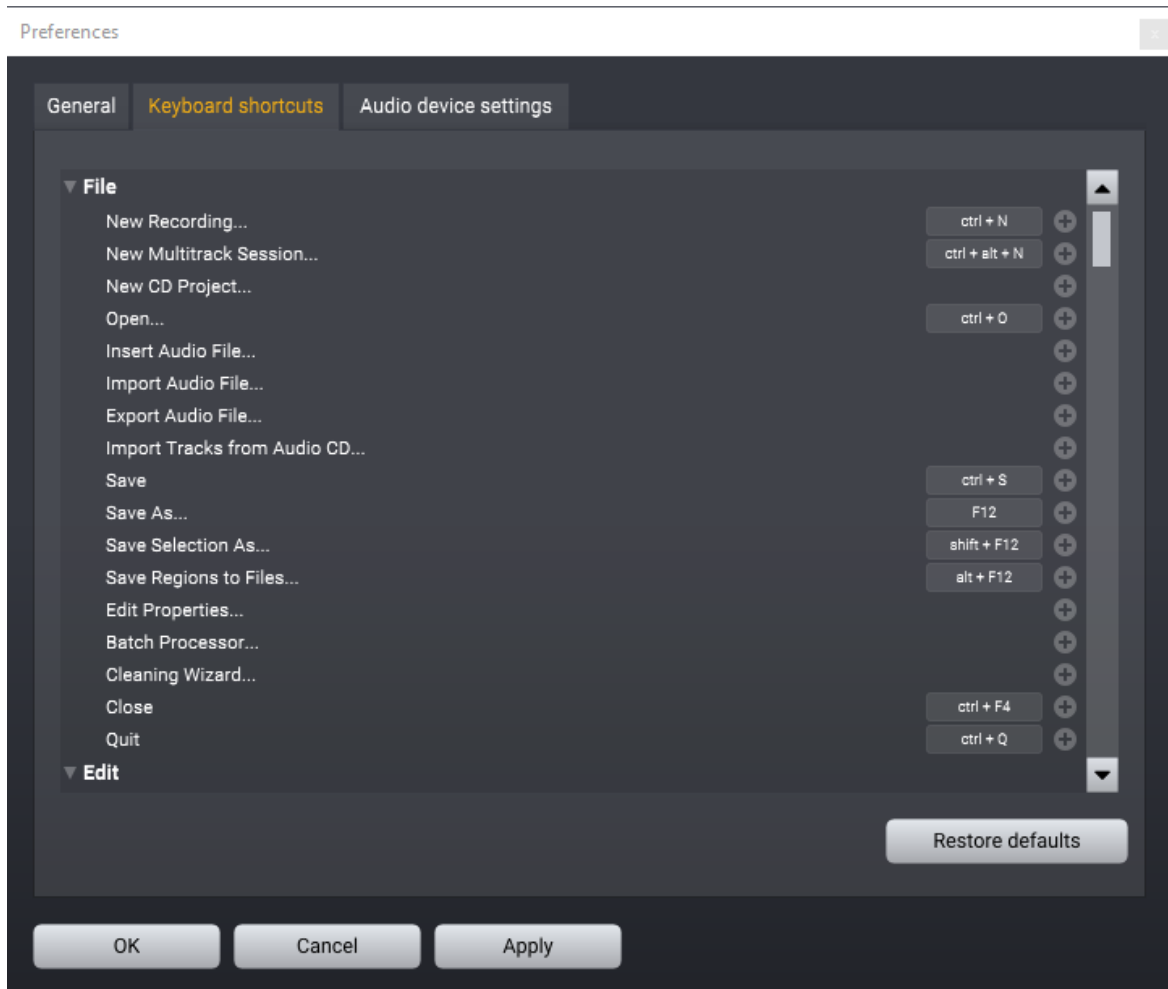 Preferences
x
General Keyboard shortcuts Audio device settings
File
New Recording... ctrl + N
New Multitrack Session... ctrl + alt + N
New CD Project...
Open... ctrl + O
Insert Audio File...
Import Audio File...
Export Audio File...
Import Tracks from Audio CD...
Save ctrl + S
Save As... F12
Save Selection As... shift + F12
Save Regions to Files... alt + F12
Edit Properties...
Batch Processor...
Cleaning Wizard...
Close ctrl + F4
Quit ctrl + Q
Edit
Restore defaults
OK Cancel Apply